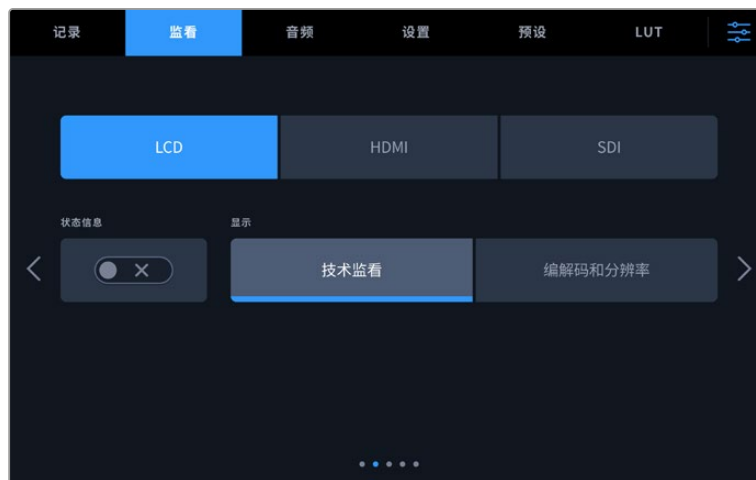 记录 监看 音频 设置 预设 LUT
LCD HDMI SDI
状态信息 显示
技术监看 编解码和分辨率